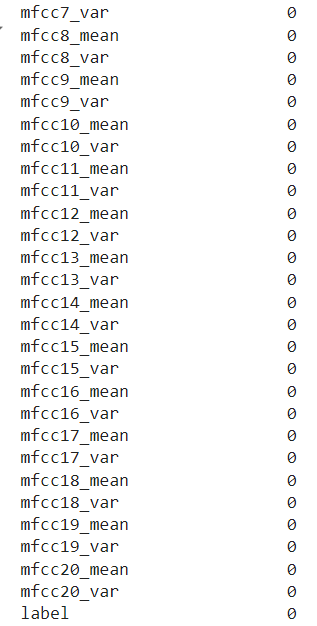 mfcc7_var 0
mfcc8_mean 0
mfcc8_var 0
mfcc9_mean 0
mfcc9_var 0
mfcc10_mean 0
mfcc10_var 0
mfcc11_mean 0
mfcc11_var 0
mfcc12_mean 0
mfcc12_var 0
mfcc13_mean 0
mfcc13_var 0
mfcc14_mean 0
mfcc14_var 0
mfcc15_mean 0
mfcc15_var 0
mfcc16_mean 0
mfcc16_var 0
mfcc17_mean 0
mfcc17_var 0
mfcc18_mean 0
mfcc18_var 0
mfcc19_mean 0
mfcc19_var 0
mfcc20_mean 0
mfcc20_var 0
label 0